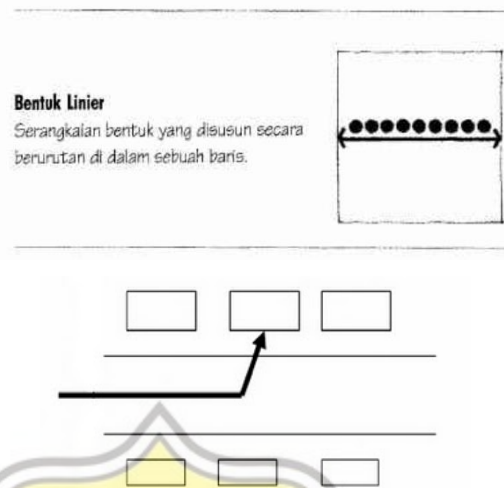 Bentuk Linier
Serangkaian bentuk yang disusun secara
berurutan di dalam sebuah baris.